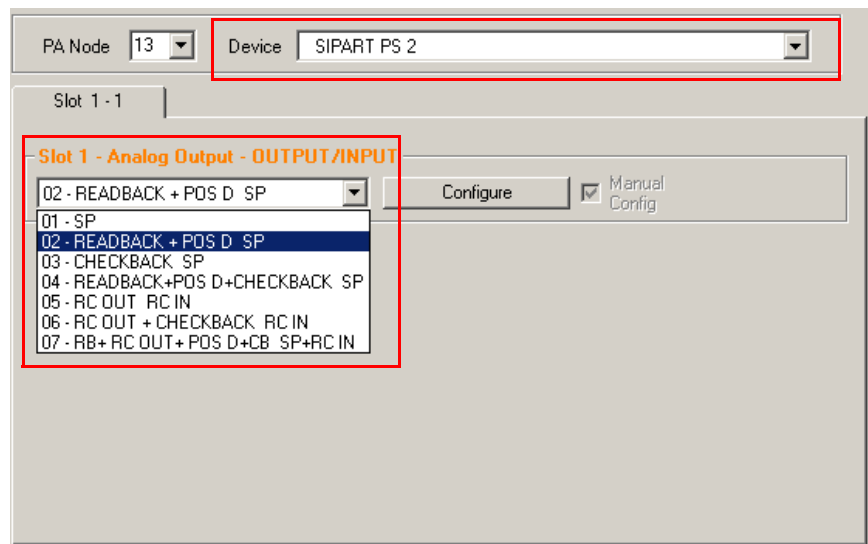 PA Node 13 Device SIPART PS 2
Slot 1 - 1
Slot 1 - Analog Output - OUTPUT/INPUT
02 - READBACK + POS D SP Configure Manual Config
01 - SP
02 - READBACK + POS D SP
03 - CHECKBACK SP
04 - READBACK+POS D+CHECKBACK SP
05 - RC OUT RC IN
06 - RC OUT + CHECKBACK RC IN
07 - RB+ RC OUT+ POS D+CB SP+RC IN